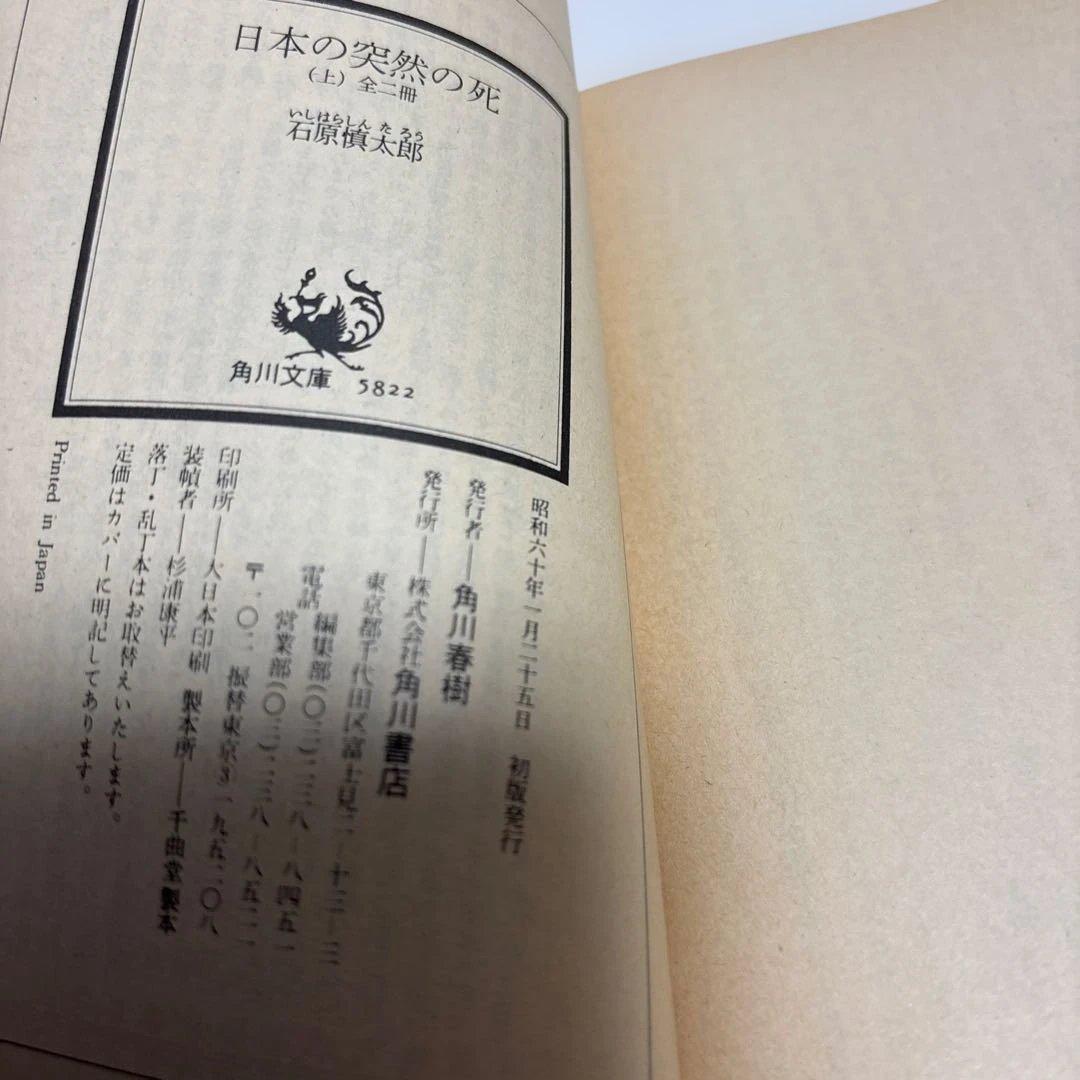 日本の突然の死
（上） 全二冊
いしはらしんたろう
石原慎太郎
角川文庫 5822
昭和六十年一月二十五日 初版発行
発行者――角川春樹
発行所――株式会社角川書店
東京都千代田区富士見二―十三―三
電話 編集部（〇三）二三八―八四五一
営業部（〇三）二三八―八五二一
〒一〇二 振替東京③一九五二〇八
印刷所――大日本印刷 製本所――千曲堂製本
装幀者――杉浦康平
落丁・乱丁本はお取替えいたします。
定価はカバーに明記してあります。
Printed in Japan